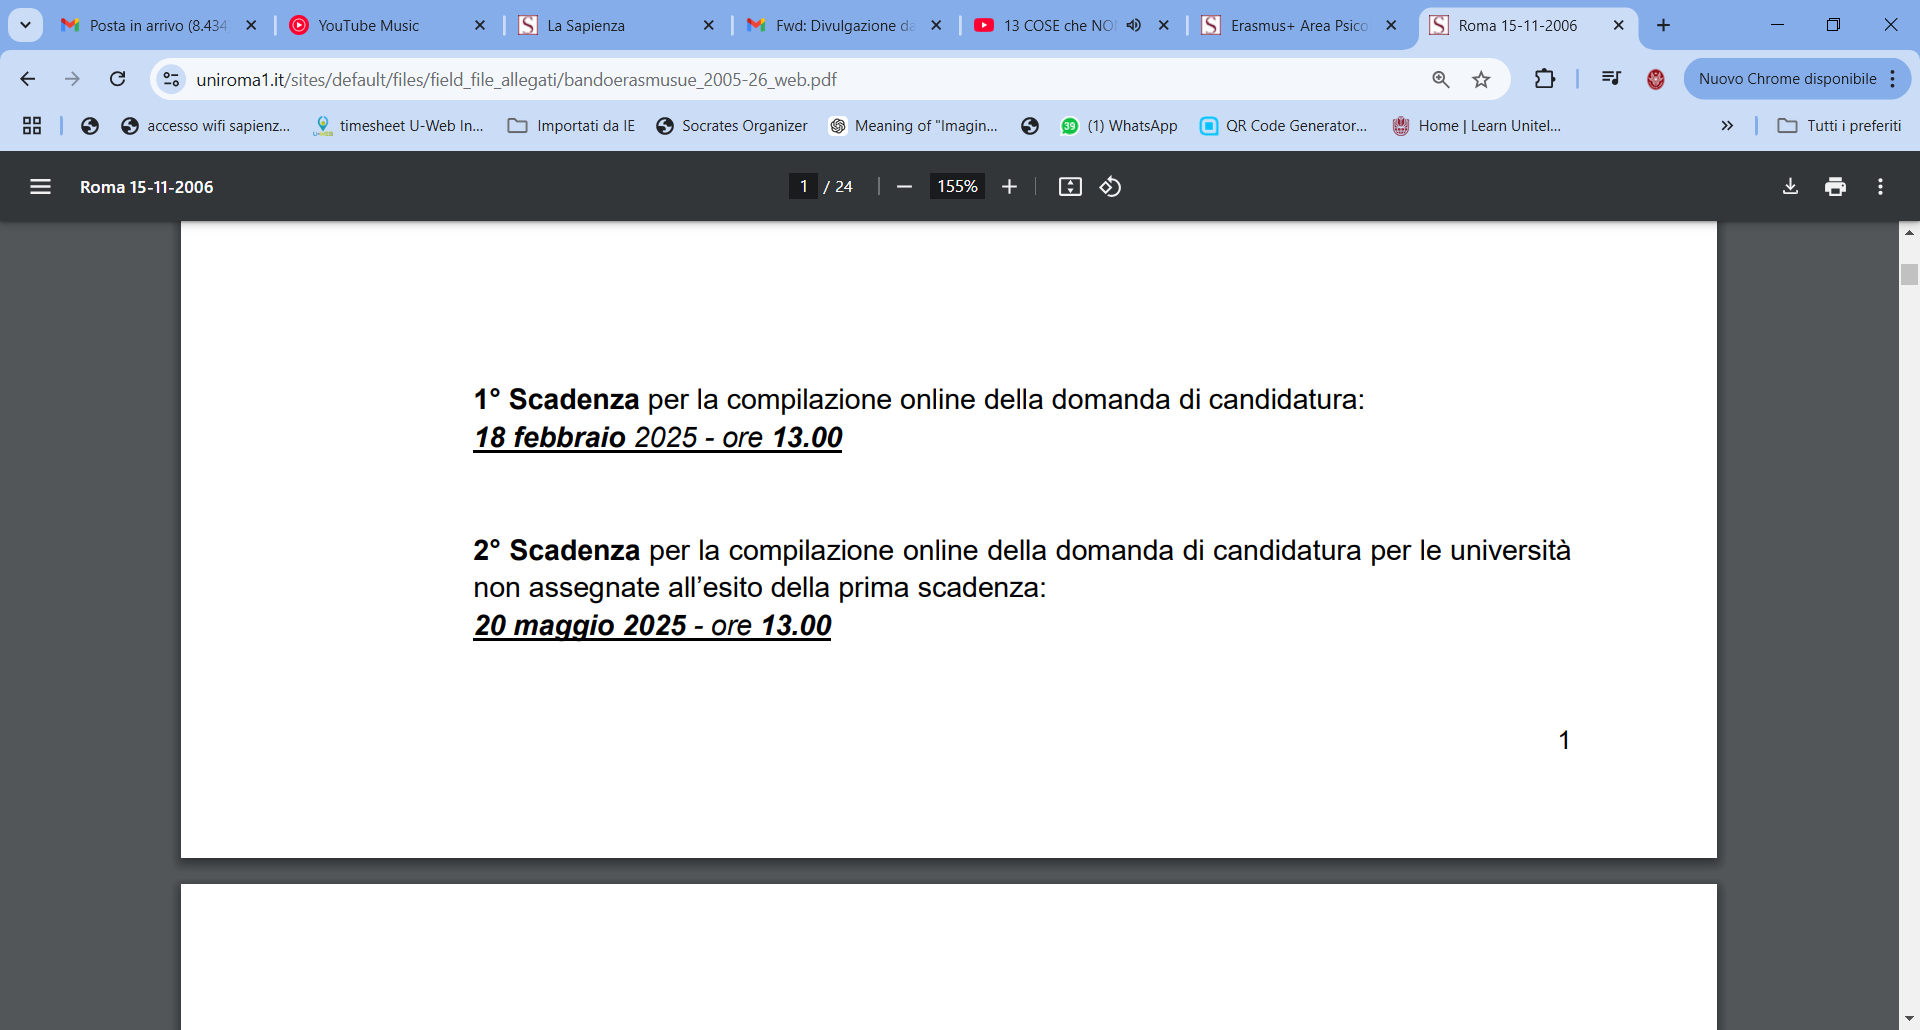 Posta in arrivo (8.434
YouTube Music
La Sapienza
Fwd: Divulgazione da
13 COSE che NON
Erasmus+ Area Psico
Roma 15-11-2006
uniroma1.it/sites/default/files/field_file_allegati/bandoerasmusue_2005-26_web.pdf
Nuovo Chrome disponibile
accesso wifi sapienz...
timesheet U-Web In...
Importati da IE
Socrates Organizer
Meaning of "Imagin...
39
(1) WhatsApp
QR Code Generator...
Home | Learn Unitel...
Tutti i preferiti
Roma 15-11-2006
1 / 24
155%
1° Scadenza per la compilazione online della domanda di candidatura:
18 febbraio 2025 - ore 13.00
2° Scadenza per la compilazione online della domanda di candidatura per le università
non assegnate all’esito della prima scadenza:
20 maggio 2025 - ore 13.00
1